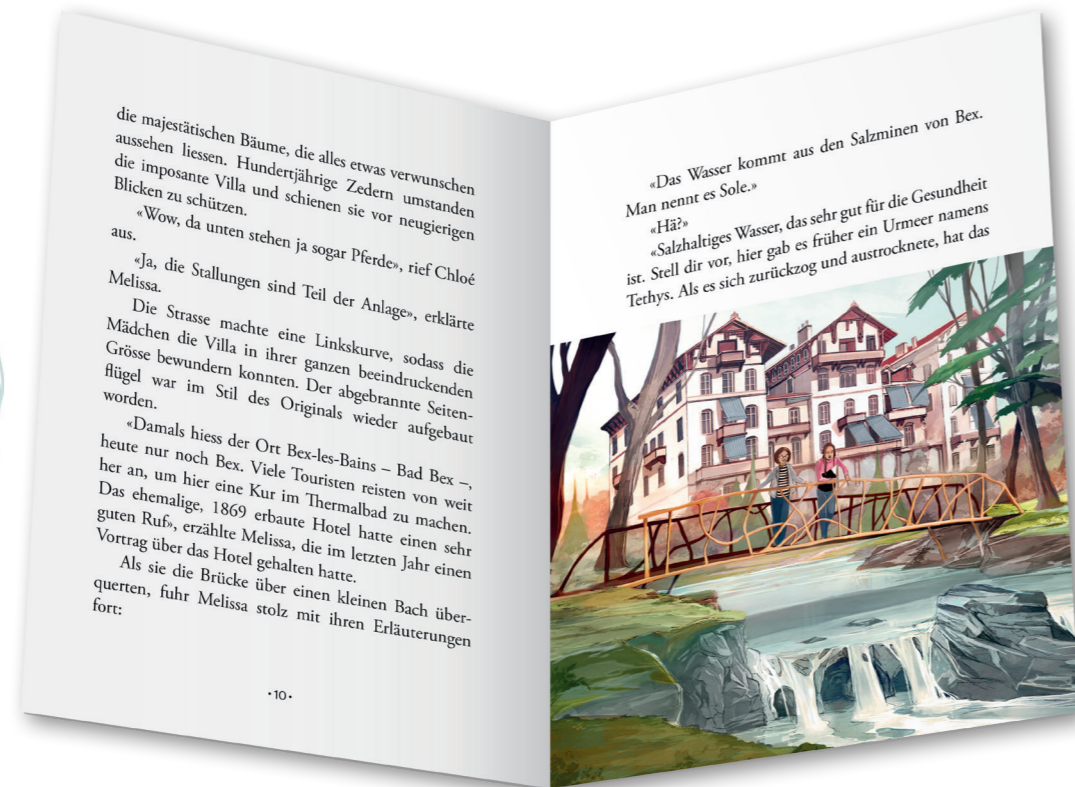 die majestätischen Bäume, die alles etwas verwunschen
aussehen liessen. Hundertjährige Zedern umstanden
die imposante Villa und schienen sie vor neugierigen
Blicken zu schützen.
«Wow, da unten stehen ja sogar Pferde», rief Chloé
aus.
«Ja, die Stallungen sind Teil der Anlage», erklärte
Melissa.
Die Strasse machte eine Linkskurve, sodass die
Mädchen die Villa in ihrer ganzen beeindruckenden
Grösse bewundern konnten. Der abgebrannte Seiten-
flügel war im Stil des Originals wieder aufgebaut
worden.
«Damals hiess der Ort Bex-les-Bains – Bad Bex –,
heute nur noch Bex. Viele Touristen reisten von weit
her an, um hier eine Kur im Thermalbad zu machen.
Das ehemalige, 1869 erbaute Hotel hatte einen sehr
guten Ruf», erzählte Melissa, die im letzten Jahr einen
Vortrag über das Hotel gehalten hatte.
Als sie die Brücke über einen kleinen Bach über-
querten, fuhr Melissa stolz mit ihren Erläuterungen
fort:
• 10 •
«Das Wasser kommt aus den Salzminen von Bex.
Man nennt es Sole.»
«Hä?»
«Salzhaltiges Wasser, das sehr gut für die Gesundheit
ist. Stell dir vor, hier gab es früher ein Urmeer namens
Tethys. Als es sich zurückzog und austrocknete, hat das